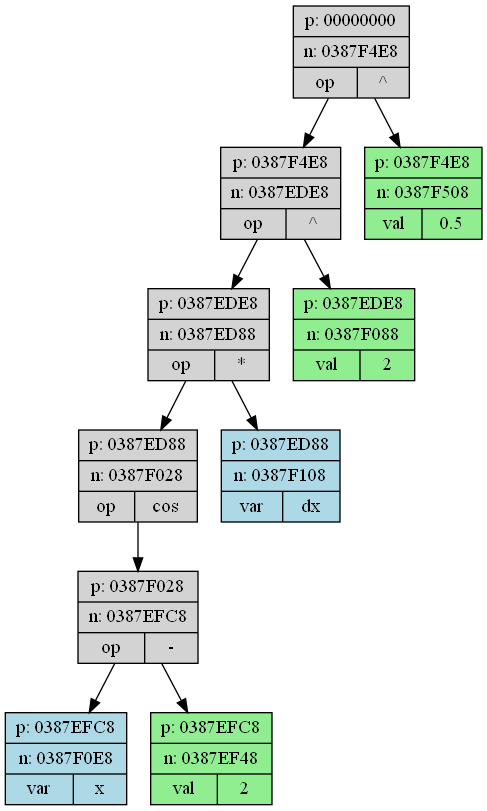 p: 00000000
n: 0387F4E8
op ^
p: 0387F4E8
n: 0387EDE8
op ^
p: 0387F4E8
n: 0387F508
val 0.5
p: 0387EDE8
n: 0387ED88
op *
p: 0387EDE8
n: 0387F088
val 2
p: 0387ED88
n: 0387F028
op cos
p: 0387ED88
n: 0387F108
var dx
p: 0387F028
n: 0387EFC8
op -
p: 0387EFC8
n: 0387F0E8
var x
p: 0387EFC8
n: 0387EF48
val 2